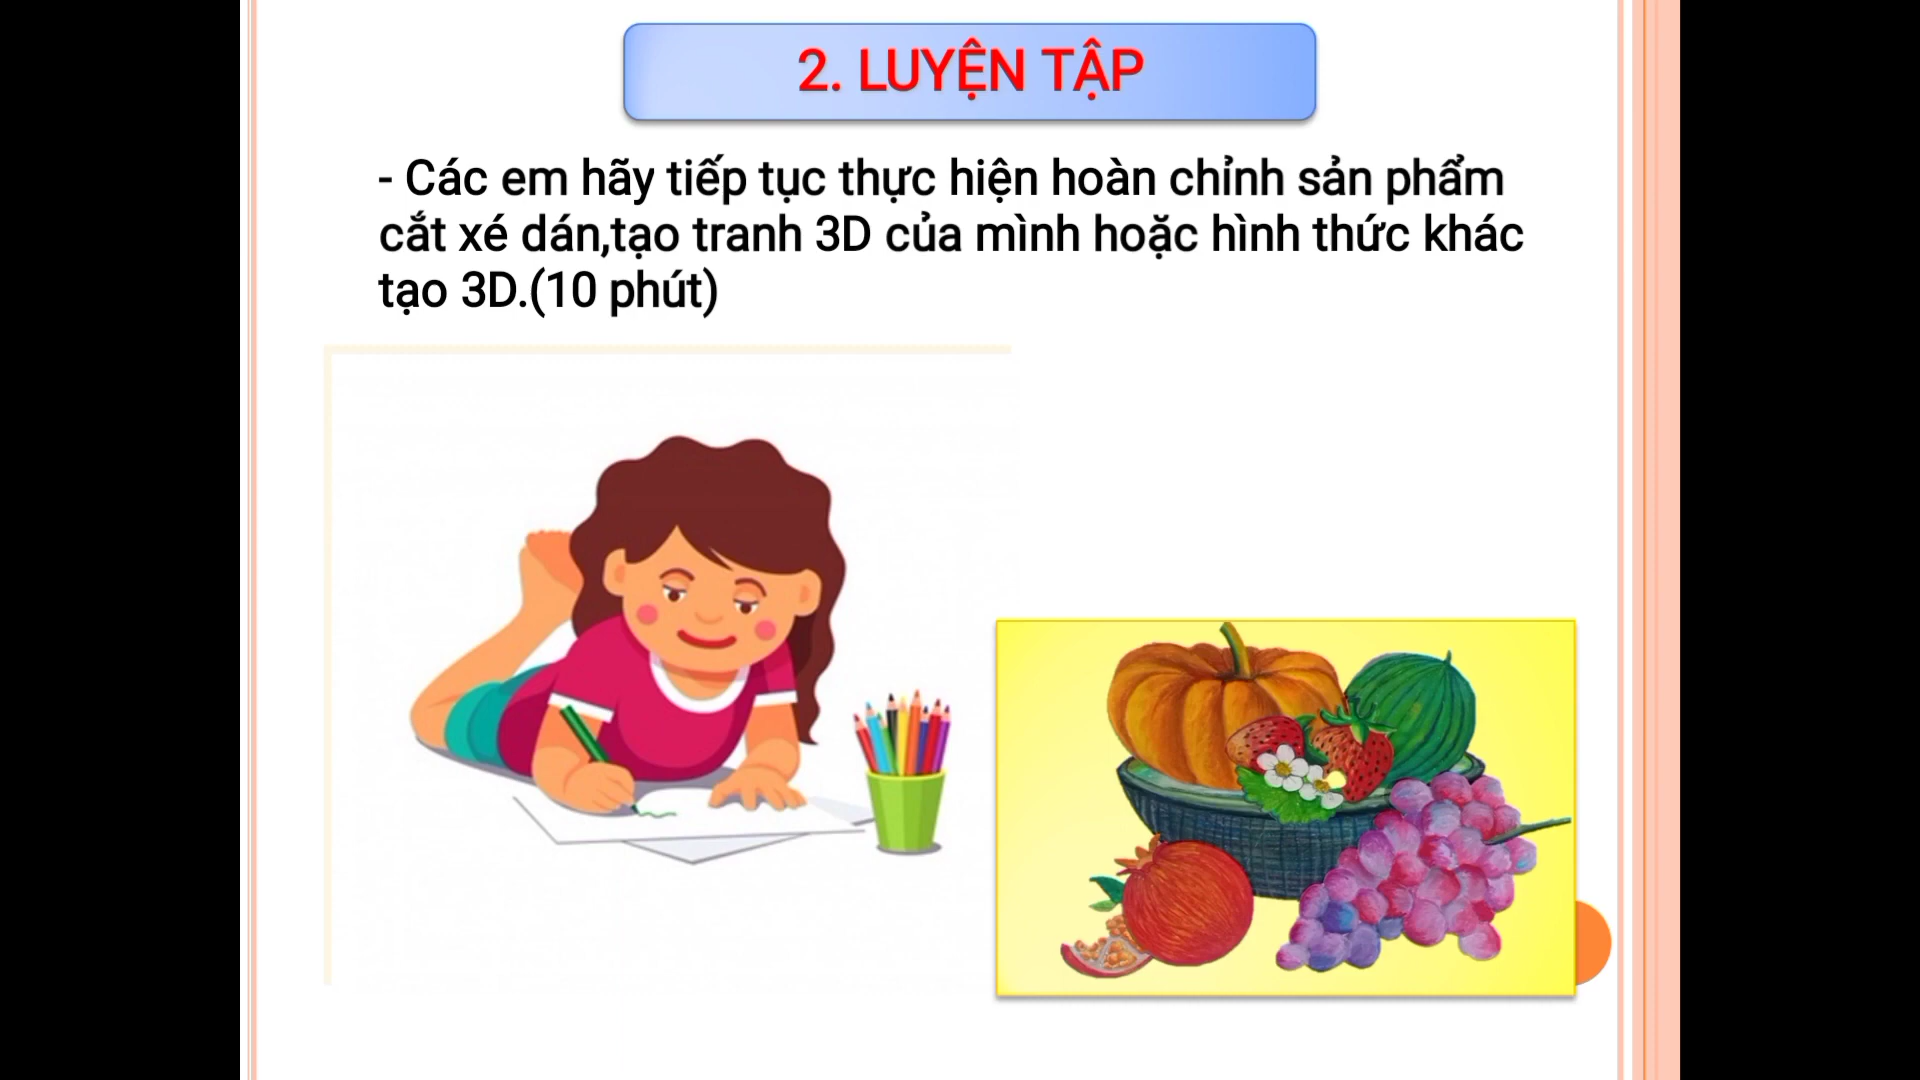 2. LUYỆN TẬP
- Các em hãy tiếp tục thực hiện hoàn chỉnh sản phẩm
cắt xé dán,tạo tranh 3D của mình hoặc hình thức khác
tạo 3D.(10 phút)